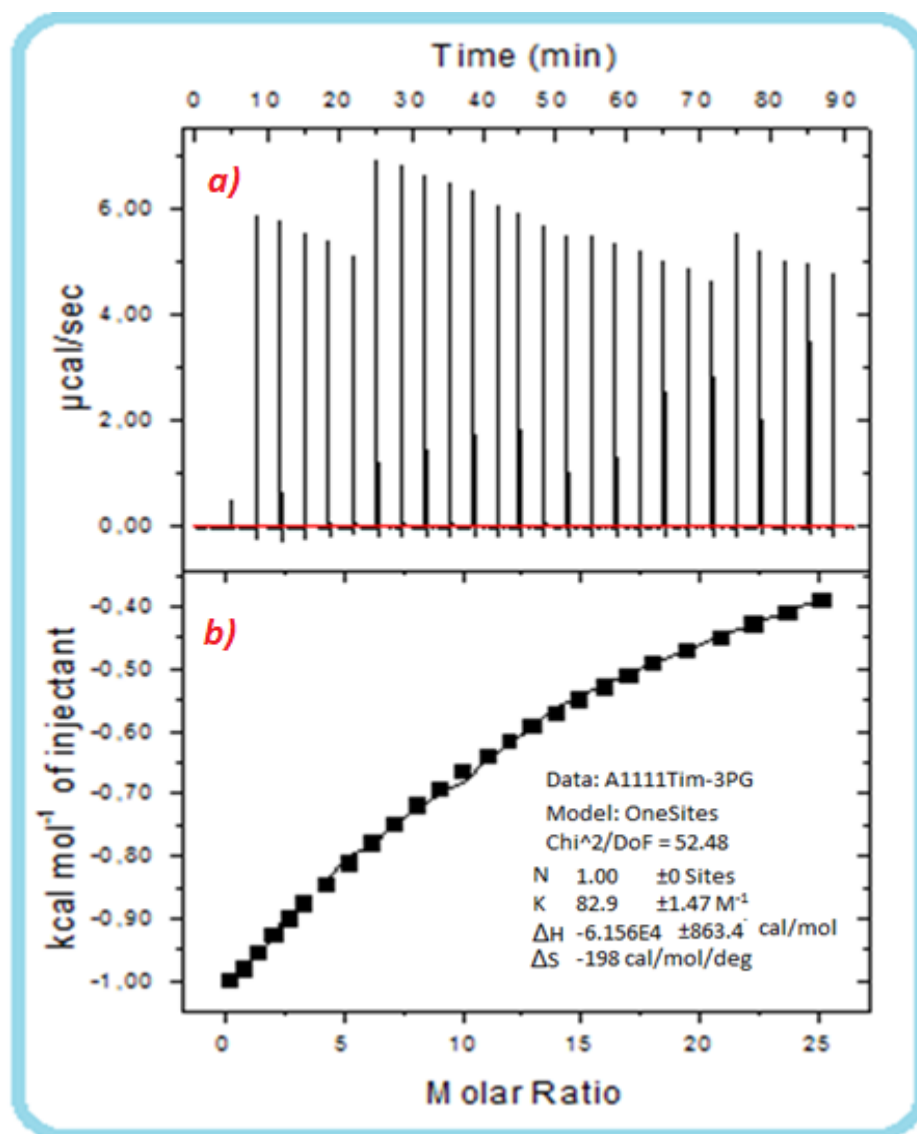 Time (min)
0 10 20 30 40 50 60 70 80 90
a)
µcal/sec
6.00
4.00
2.00
0.00
b)
kcal mol⁻¹ of injectant
-0.40
-0.50
-0.60
-0.70
-0.80
-0.90
-1.00
Data: A1111Tim-3PG
Model: OneSites
Chi^2/DoF = 52.48
N 1.00 ±0 Sites
K 82.9 ±1.47 M⁻¹
ΔH -6.156E4 ±863.4 cal/mol
ΔS -198 cal/mol/deg
0 5 10 15 20 25
Molar Ratio